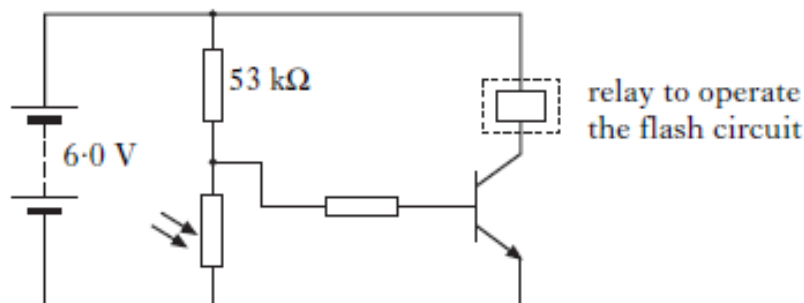 53 kΩ
6·0 V
relay to operate
the flash circuit